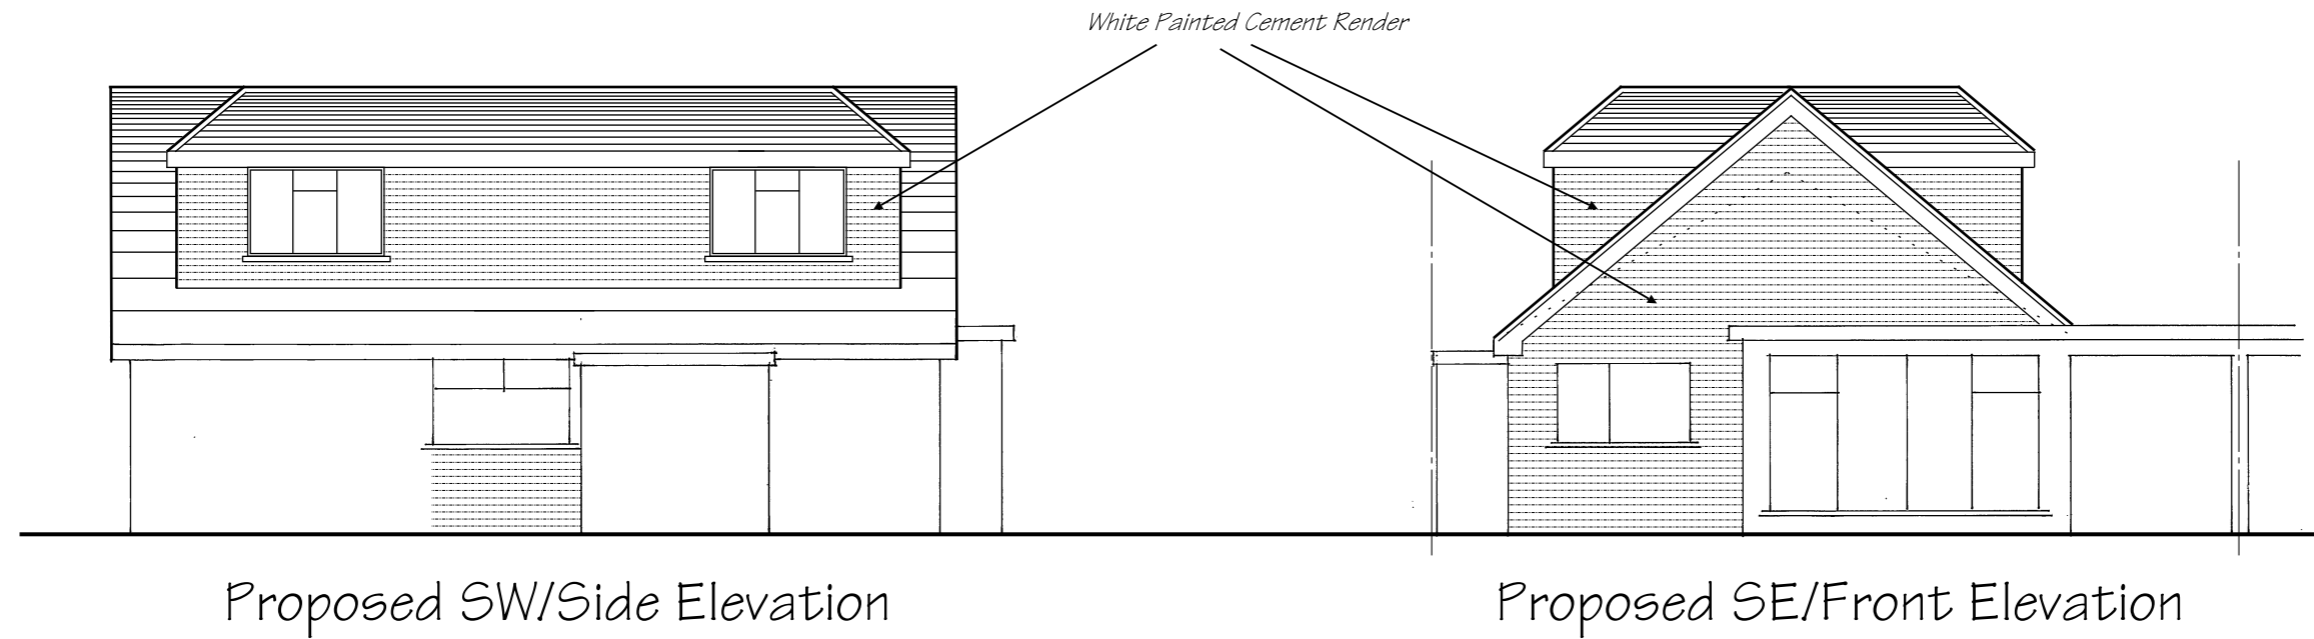 White Painted Cement Render
Proposed SW/Side Elevation
Proposed SE/Front Elevation